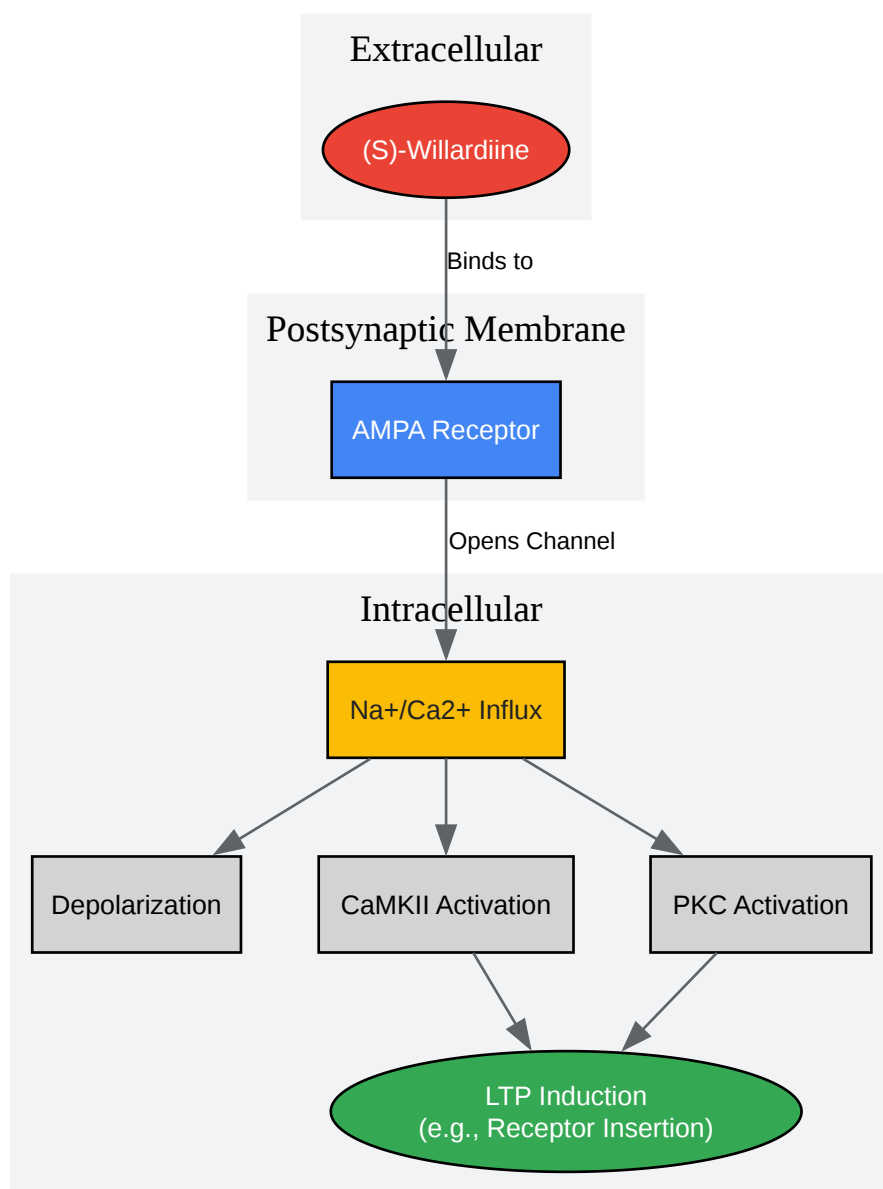 Extracellular
(S)-Willardiine
Binds to
Postsynaptic Membrane
AMPA Receptor
Opens Channel
Intracellular
Na+/Ca2+ Influx
Depolarization
CaMKII Activation
PKC Activation
LTP Induction
(e.g., Receptor Insertion)